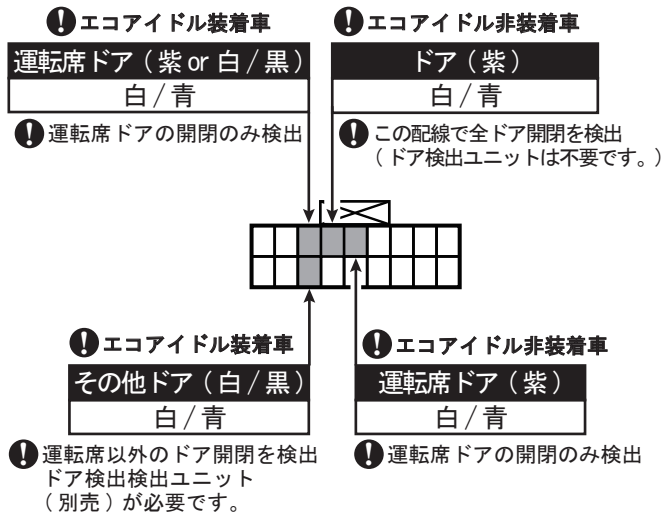 エコアイドル装着車
運転席ドア（紫 or 白 / 黒）
白 / 青
運転席ドアの開閉のみ検出
エコアイドル非装着車
ドア（紫）
白 / 青
この配線で全ドア開閉を検出
（ドア検出ユニットは不要です。）
エコアイドル装着車
その他ドア（白 / 黒）
白 / 青
運転席以外のドア開閉を検出
ドア検出検出ユニット
（別売）が必要です。
エコアイドル非装着車
運転席ドア（紫）
白 / 青
運転席ドアの開閉のみ検出